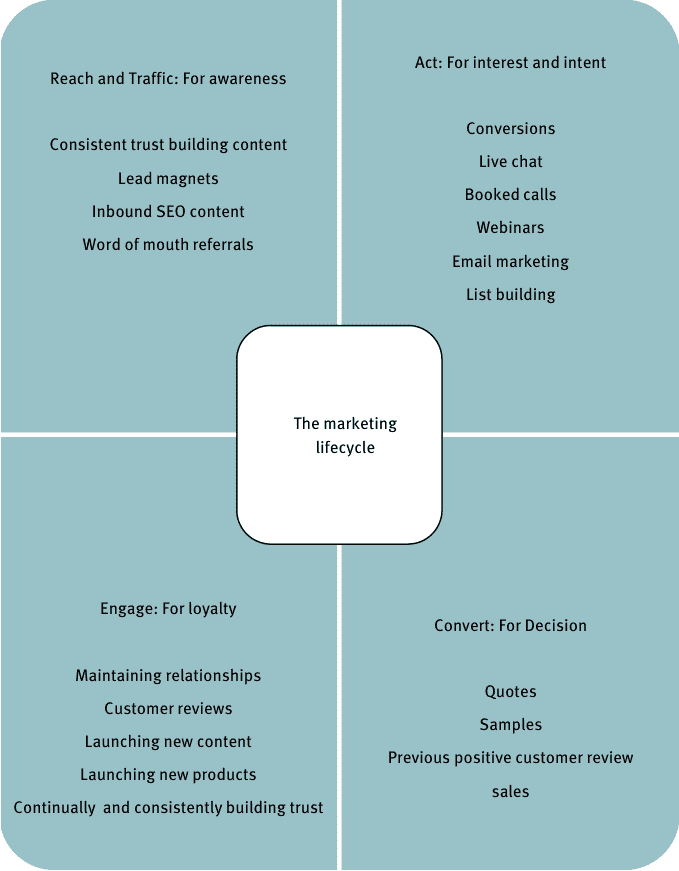 Reach and Traffic: For awareness
Consistent trust building content
Lead magnets
Inbound SEO content
Word of mouth referrals
Act: For interest and intent
Conversions
Live chat
Booked calls
Webinars
Email marketing
List building
The marketing
lifecycle
Engage: For loyalty
Maintaining relationships
Customer reviews
Launching new content
Launching new products
Continually  and consistently building trust
Convert: For Decision
Quotes
Samples
Previous positive customer review
sales